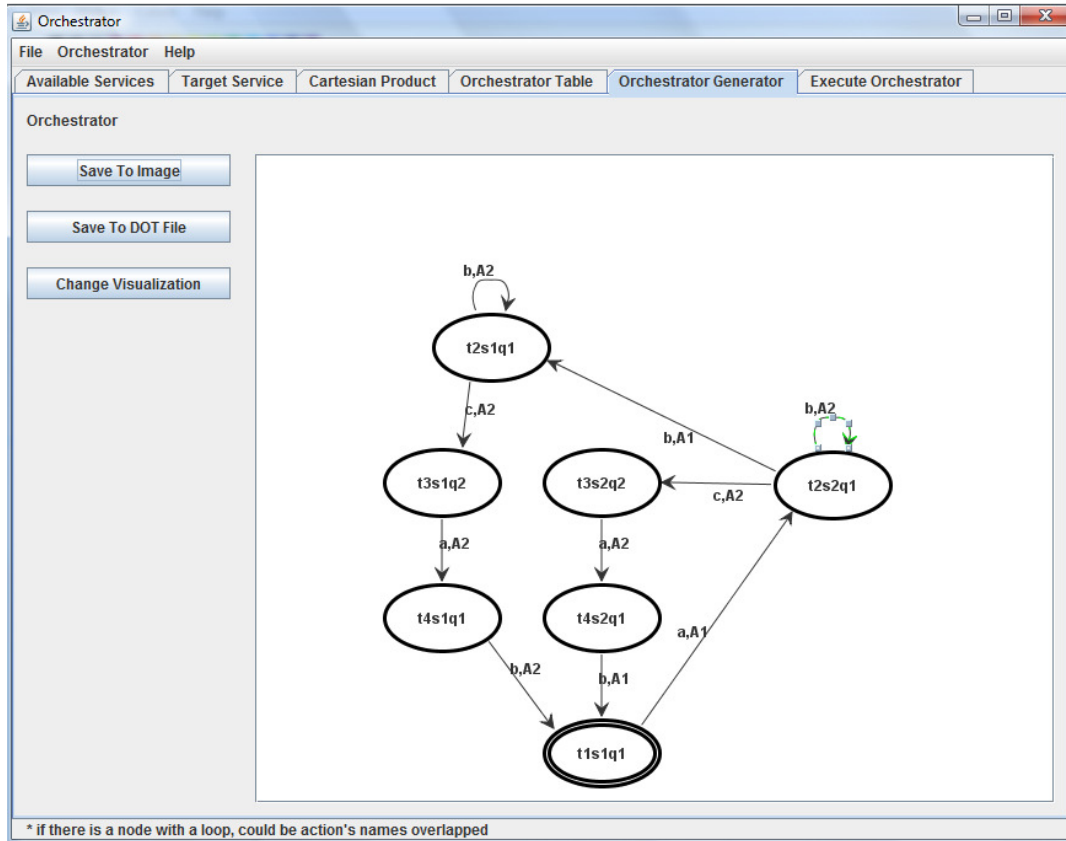 Orchestrator
File Orchestrator Help
Available Services Target Service Cartesian Product Orchestrator Table Orchestrator Generator Execute Orchestrator
Orchestrator
Save To Image
Save To DOT File
Change Visualization
b,A2
t2s1q1
c,A2
b,A2
b,A1
t3s1q2
t3s2q2
c,A2
t2s2q1
a,A2
a,A2
t4s1q1
t4s2q1
a,A1
b,A2
b,A1
t1s1q1
* if there is a node with a loop, could be action's names overlapped